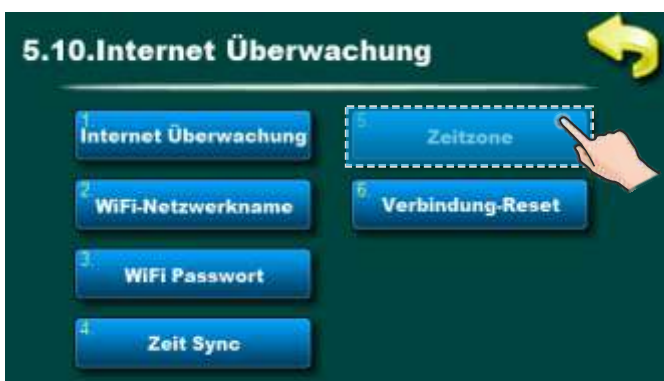 5.10.Internet Überwachung
1.
Internet Überwachung
2.
WiFi-Netzwerkname
3.
WiFi Passwort
4.
Zeit Sync
5
Zeitzone
6.
Verbindung-Reset